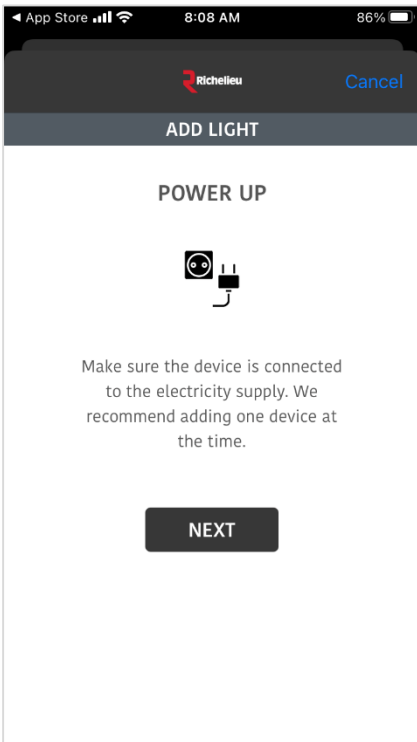 App Store 8:08 AM 86%
Richelieu Cancel
ADD LIGHT
POWER UP
Make sure the device is connected
to the electricity supply. We
recommend adding one device at
the time.
NEXT